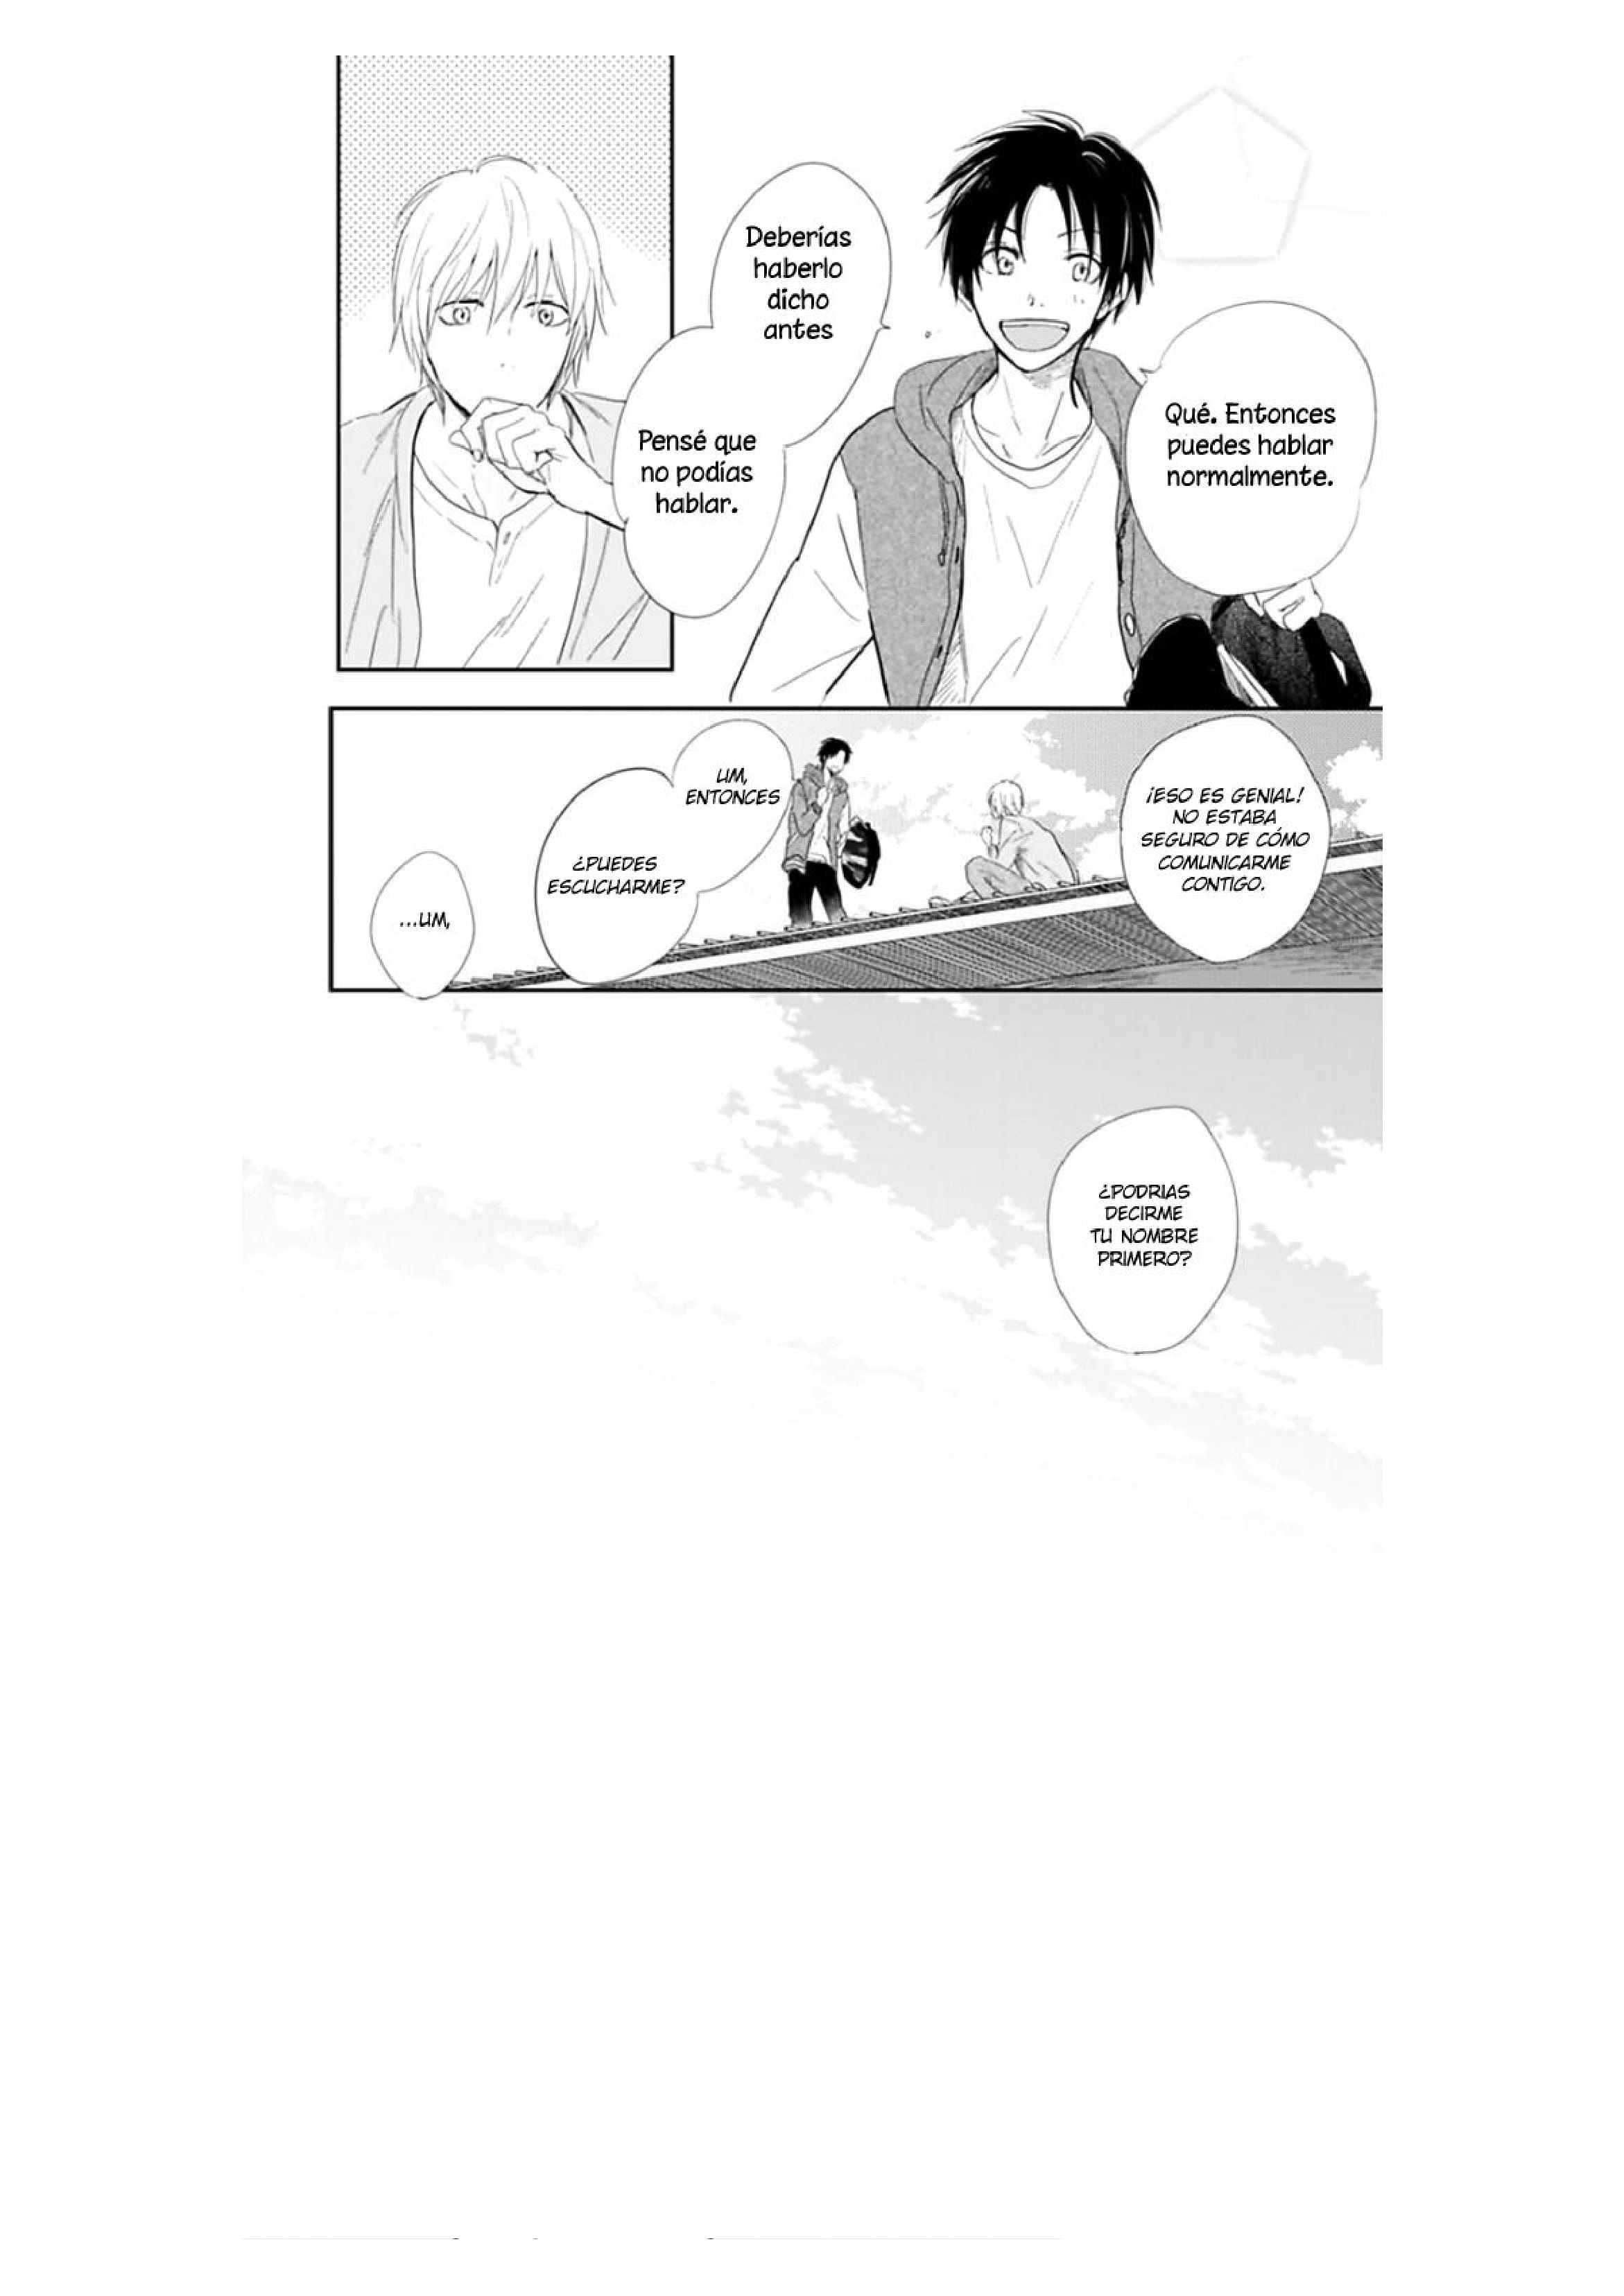 Qué. Entonces
puedes hablar
normalmente.
Deberías
haberlo
dicho
antes
Pensé que
no podías
hablar.
¡ESO ES GENIAL!
NO ESTABA
SEGURO DE CÓMO
COMUNICARME
CONTIGO.
UM,
ENTONCES
¿PUEDES
ESCUCHARME?
...UM,
¿PODRIAS
DECIRME
TU NOMBRE
PRIMERO?